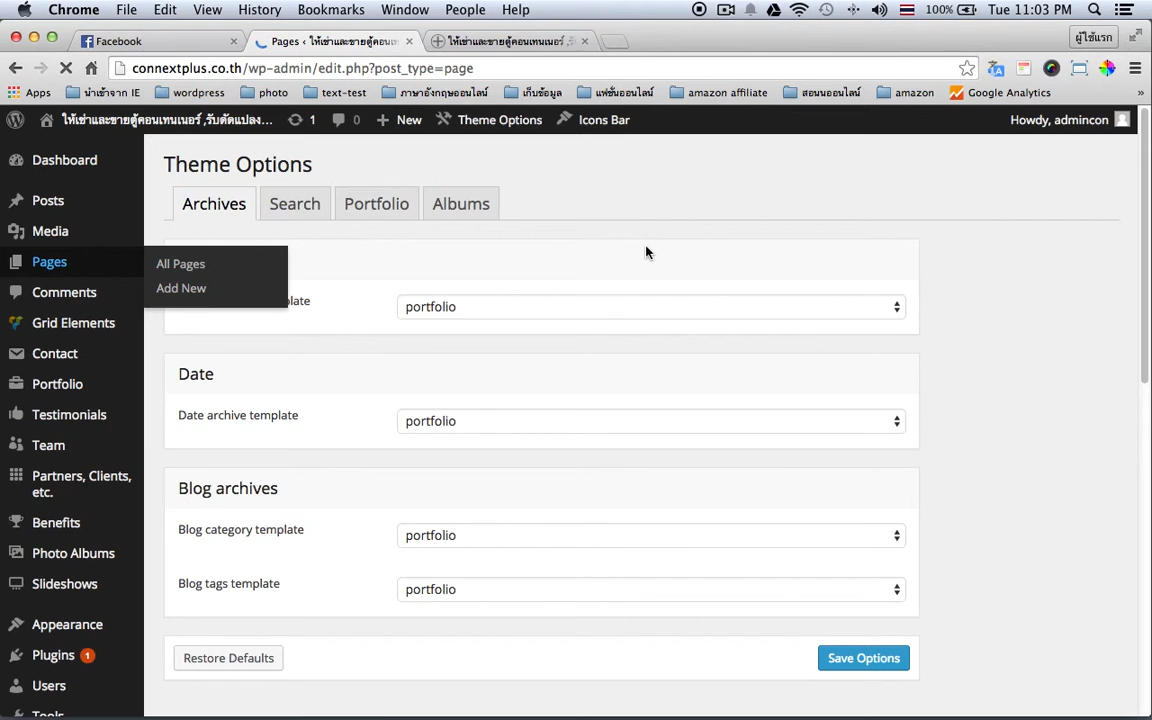 Chrome File Edit View History Bookmarks Window People Help 100% Tue 11:03 PM
Facebook Pages ‹ ให้เช่าและขายตู้คอนเทน ให้เช่าและขายตู้คอนเทนเนอร์ ,รั ผู้ใช้แรก
connextplus.co.th/wp-admin/edit.php?post_type=page
Apps นำเข้าจาก IE wordpress photo text-test ภาษาอังกฤษออนไลน์ เก็บข้อมูล แฟชั่นออนไลน์ amazon affiliate สอนนออนไลน์ amazon Google Analytics »
ให้เช่าและขายตู้คอนเทนเนอร์ ,รับดัดแปลง... 1 0 New Theme Options Icons Bar Howdy, admincon
Dashboard
Posts
Media
Pages
All Pages
Add New
Comments
Grid Elements
Contact
Portfolio
Testimonials
Team
Partners, Clients,
etc.
Benefits
Photo Albums
Slideshows
Appearance
Plugins 1
Users
Tools
Theme Options
Archives Search Portfolio Albums
plate portfolio
Date
Date archive template portfolio
Blog archives
Blog category template portfolio
Blog tags template portfolio
Restore Defaults Save Options